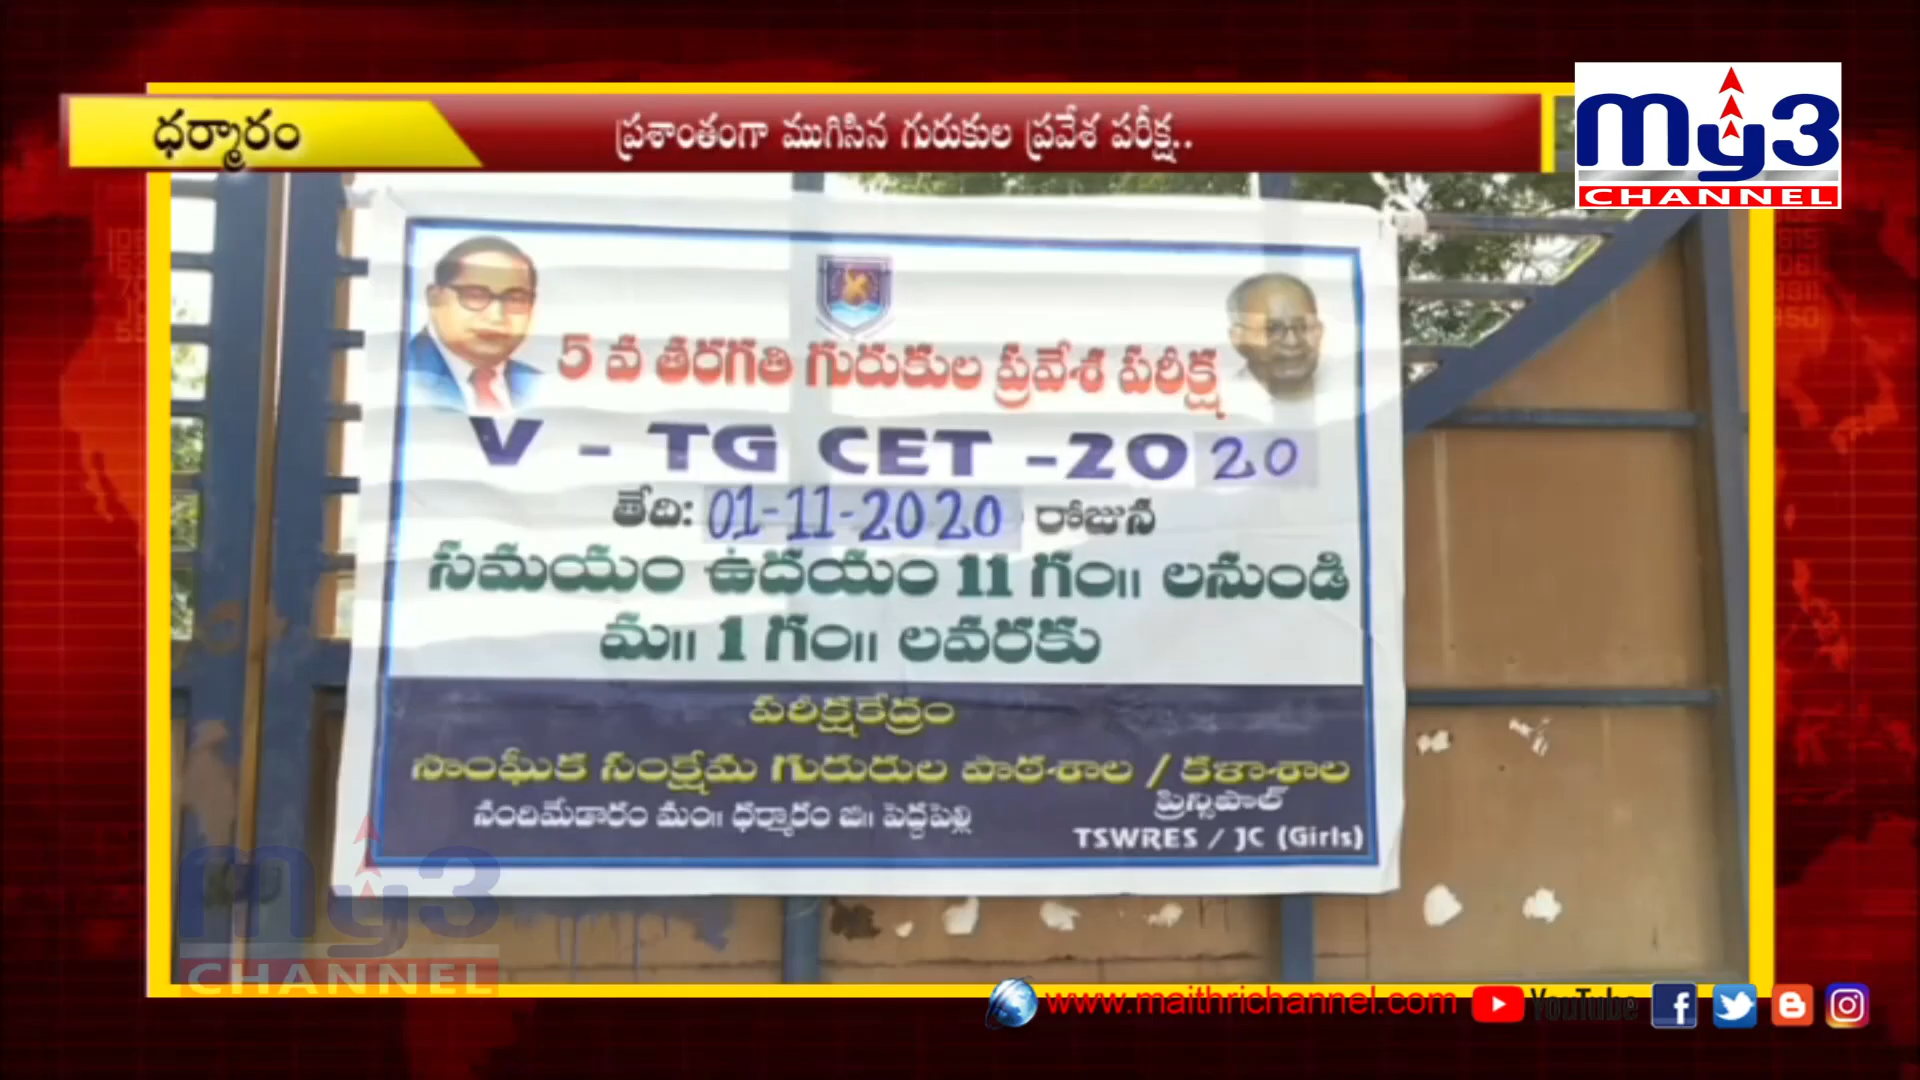 ధర్మారం
ప్రశాంతంగా ముగిసిన గురుకుల ప్రవేశ పరీక్ష..
my3
CHANNEL
5 వ తరగతి గురుకుల ప్రవేశ పరీక్ష
V - TG CET -2020
తేది: 01-11-2020 రోజున
సమయం ఉదయం 11 గం॥ లనుండి
మ॥ 1 గం॥ లవరకు
పరీక్షకేద్రం
సాంఘీక సంక్షేమ గురురుల పాఠశాల / కళాశాల
నందిమేడారం మం॥ ధర్మారం జి॥ పెద్దపెల్లి
ప్రిన్సిపాల్
TSWRES / JC (Girls)
my3
CHANNEL
www.maithrichannel.com
YouTube